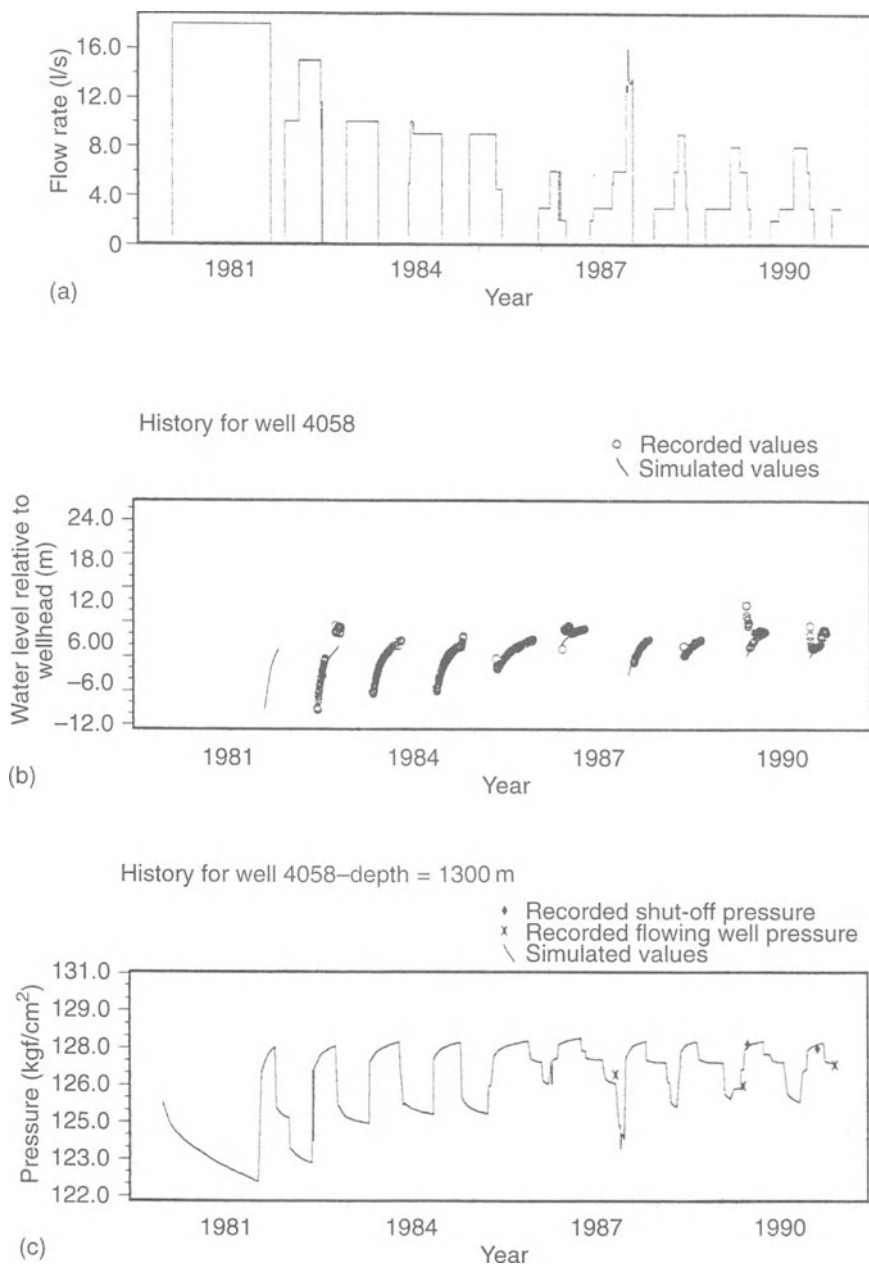 16.0
12.0
8.0
4.0
0
Flow rate (l/s)
1981 1984 1987 1990
Year
(a)
History for well 4058
Recorded values
Simulated values
24.0
18.0
12.0
6.00
−6.0
−12.0
Water level relative to
wellhead (m)
1981 1984 1987 1990
Year
(b)
History for well 4058–depth = 1300 m
Recorded shut-off pressure
Recorded flowing well pressure
Simulated values
131.0
129.0
128.0
126.0
125.0
123.0
122.0
Pressure (kgf/cm²)
1981 1984 1987 1990
Year
(c)